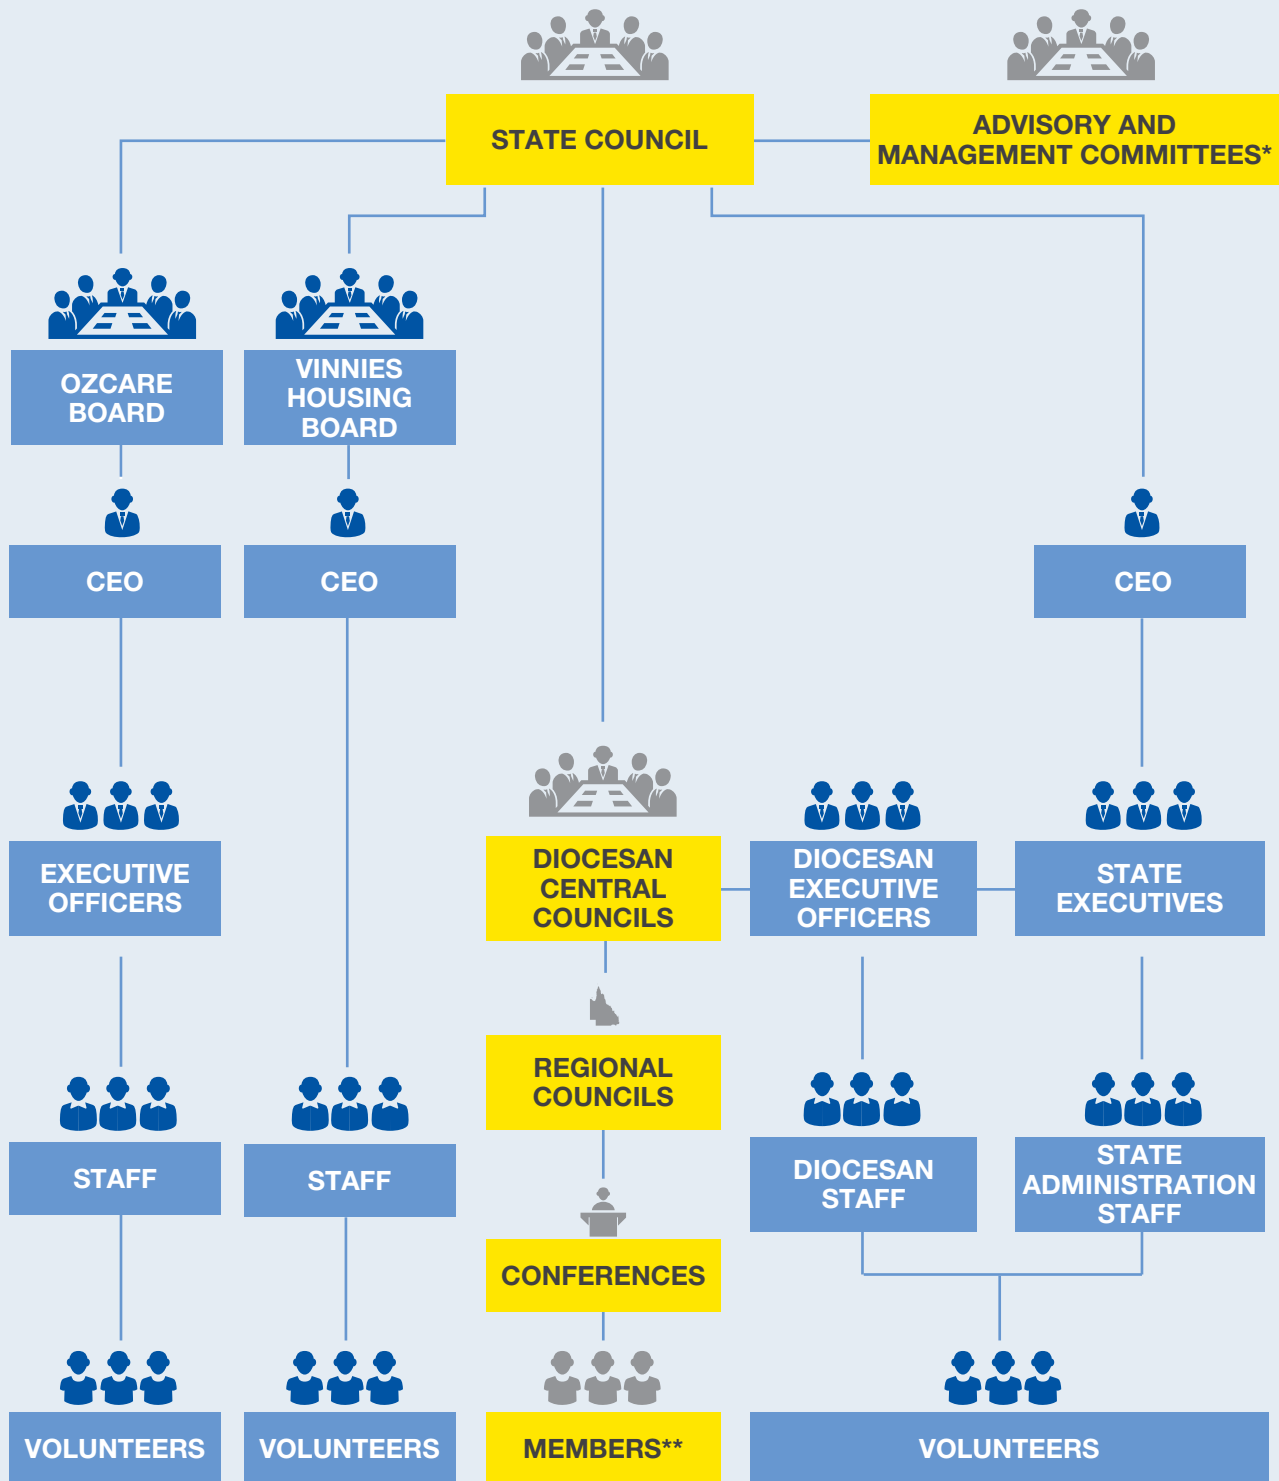 STATE COUNCIL
ADVISORY AND
MANAGEMENT COMMITTEES*
OZCARE
BOARD
VINNIES
HOUSING
BOARD
CEO
CEO
CEO
EXECUTIVE
OFFICERS
DIOCESAN
CENTRAL
COUNCILS
DIOCESAN
EXECUTIVE
OFFICERS
STATE
EXECUTIVES
REGIONAL
COUNCILS
STAFF
STAFF
DIOCESAN
STAFF
STATE
ADMINISTRATION
STAFF
CONFERENCES
VOLUNTEERS
VOLUNTEERS
MEMBERS**
VOLUNTEERS